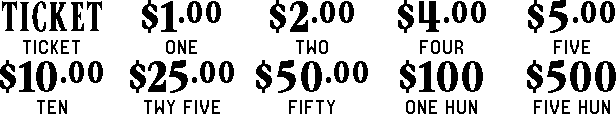 TICKET $1.00 $2.00 $4.00 $5.00
TICKET ONE TWO FOUR FIVE
$10.00 $25.00 $50.00 $100 $500
TEN TWY FIVE FIFTY ONE HUN FIVE HUN